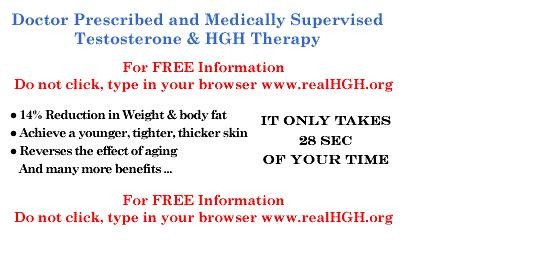 Doctor Prescribed and Medically Supervised
Testosterone & HGH Therapy
For FREE Information
Do not click, type in your browser www.realHGH.org
● 14% Reduction in Weight & body fat
● Achieve a younger, tighter, thicker skin
● Reverses the effect of aging
And many more benefits ...
IT ONLY TAKES
28 SEC
OF YOUR TIME
For FREE Information
Do not click, type in your browser www.realHGH.org